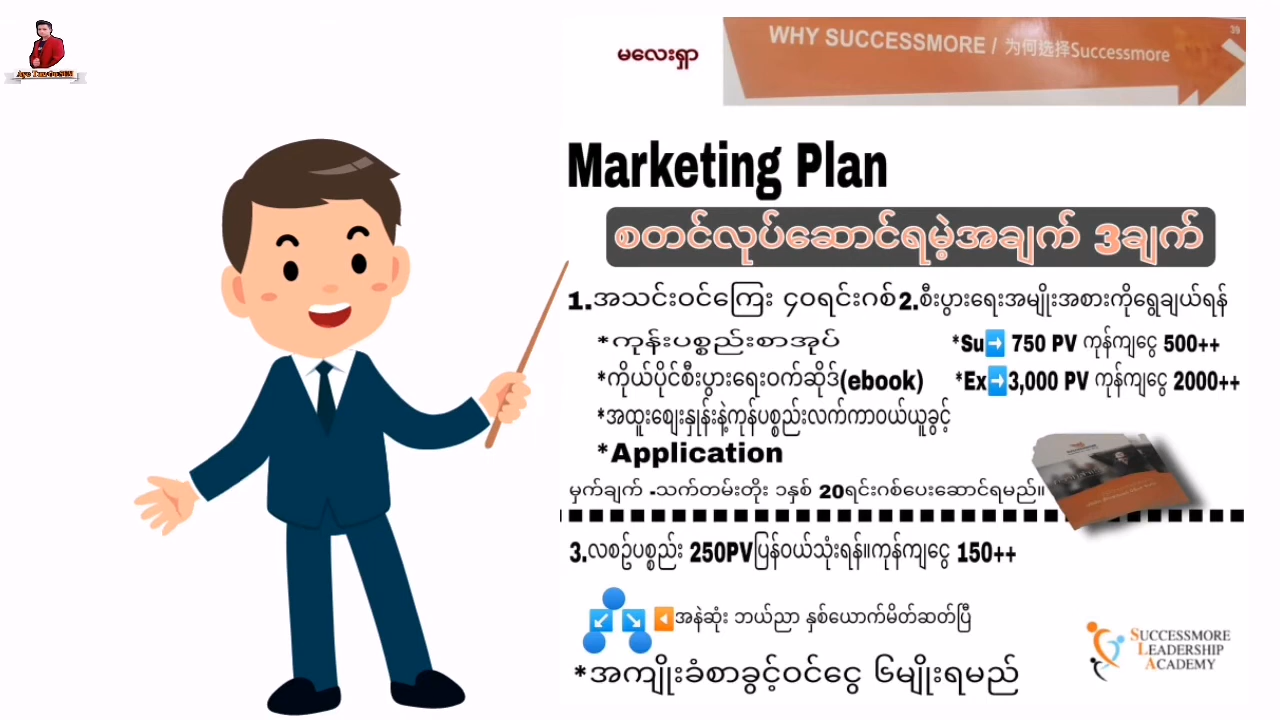 Aye Tun@SCM
မလေးရှာ
WHY SUCCESSMORE / 为何选择Successmore
39
Marketing Plan
စတင်လုပ်ဆောင်ရမဲ့အချက် 3ချက်
1.အသင်းဝင်ကြေး ၄၀ရင်းဂစ်
*ကုန်းပစ္စည်းစာအုပ်
*ကိုယ်ပိုင်စီးပွားရေးဝက်ဆိုဒ်(ebook)
*အထူးဈေးနှုန်းနဲ့ကုန်ပစ္စည်းလက်ကာဝယ်ယူခွင့်
*Application
2.စီးပွားရေးအမျိုးအစားကိုရွေချယ်ရန်
*Su➡️ 750 PV ကုန်ကျငွေ 500++
*Ex➡️3,000 PV ကုန်ကျငွေ 2000++
မှက်ချက် -သက်တမ်းတိုး ၁နှစ် 20ရင်းဂစ်ပေးဆောင်ရမည်။
3.လစဉ်ပစ္စည်း 250PVပြန်ဝယ်သုံးရန်။ကုန်ကျငွေ 150++
အနဲဆုံး ဘယ်ညာ နှစ်ယောက်မိတ်ဆတ်ပြီ
*အကျိုးခံစာခွင့်ဝင်ငွေ ၆မျိုးရမည်
SUCCESSMORE
LEADERSHIP
ACADEMY